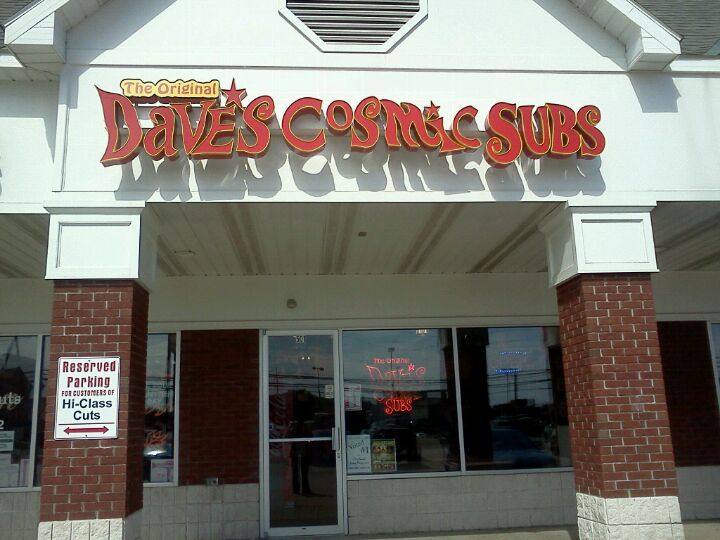 The Original
Dave's Cosmic Subs
Reserved
Parking
FOR CUSTOMERS OF
Hi-Class
Cuts
The Original
Dave's
SUBS